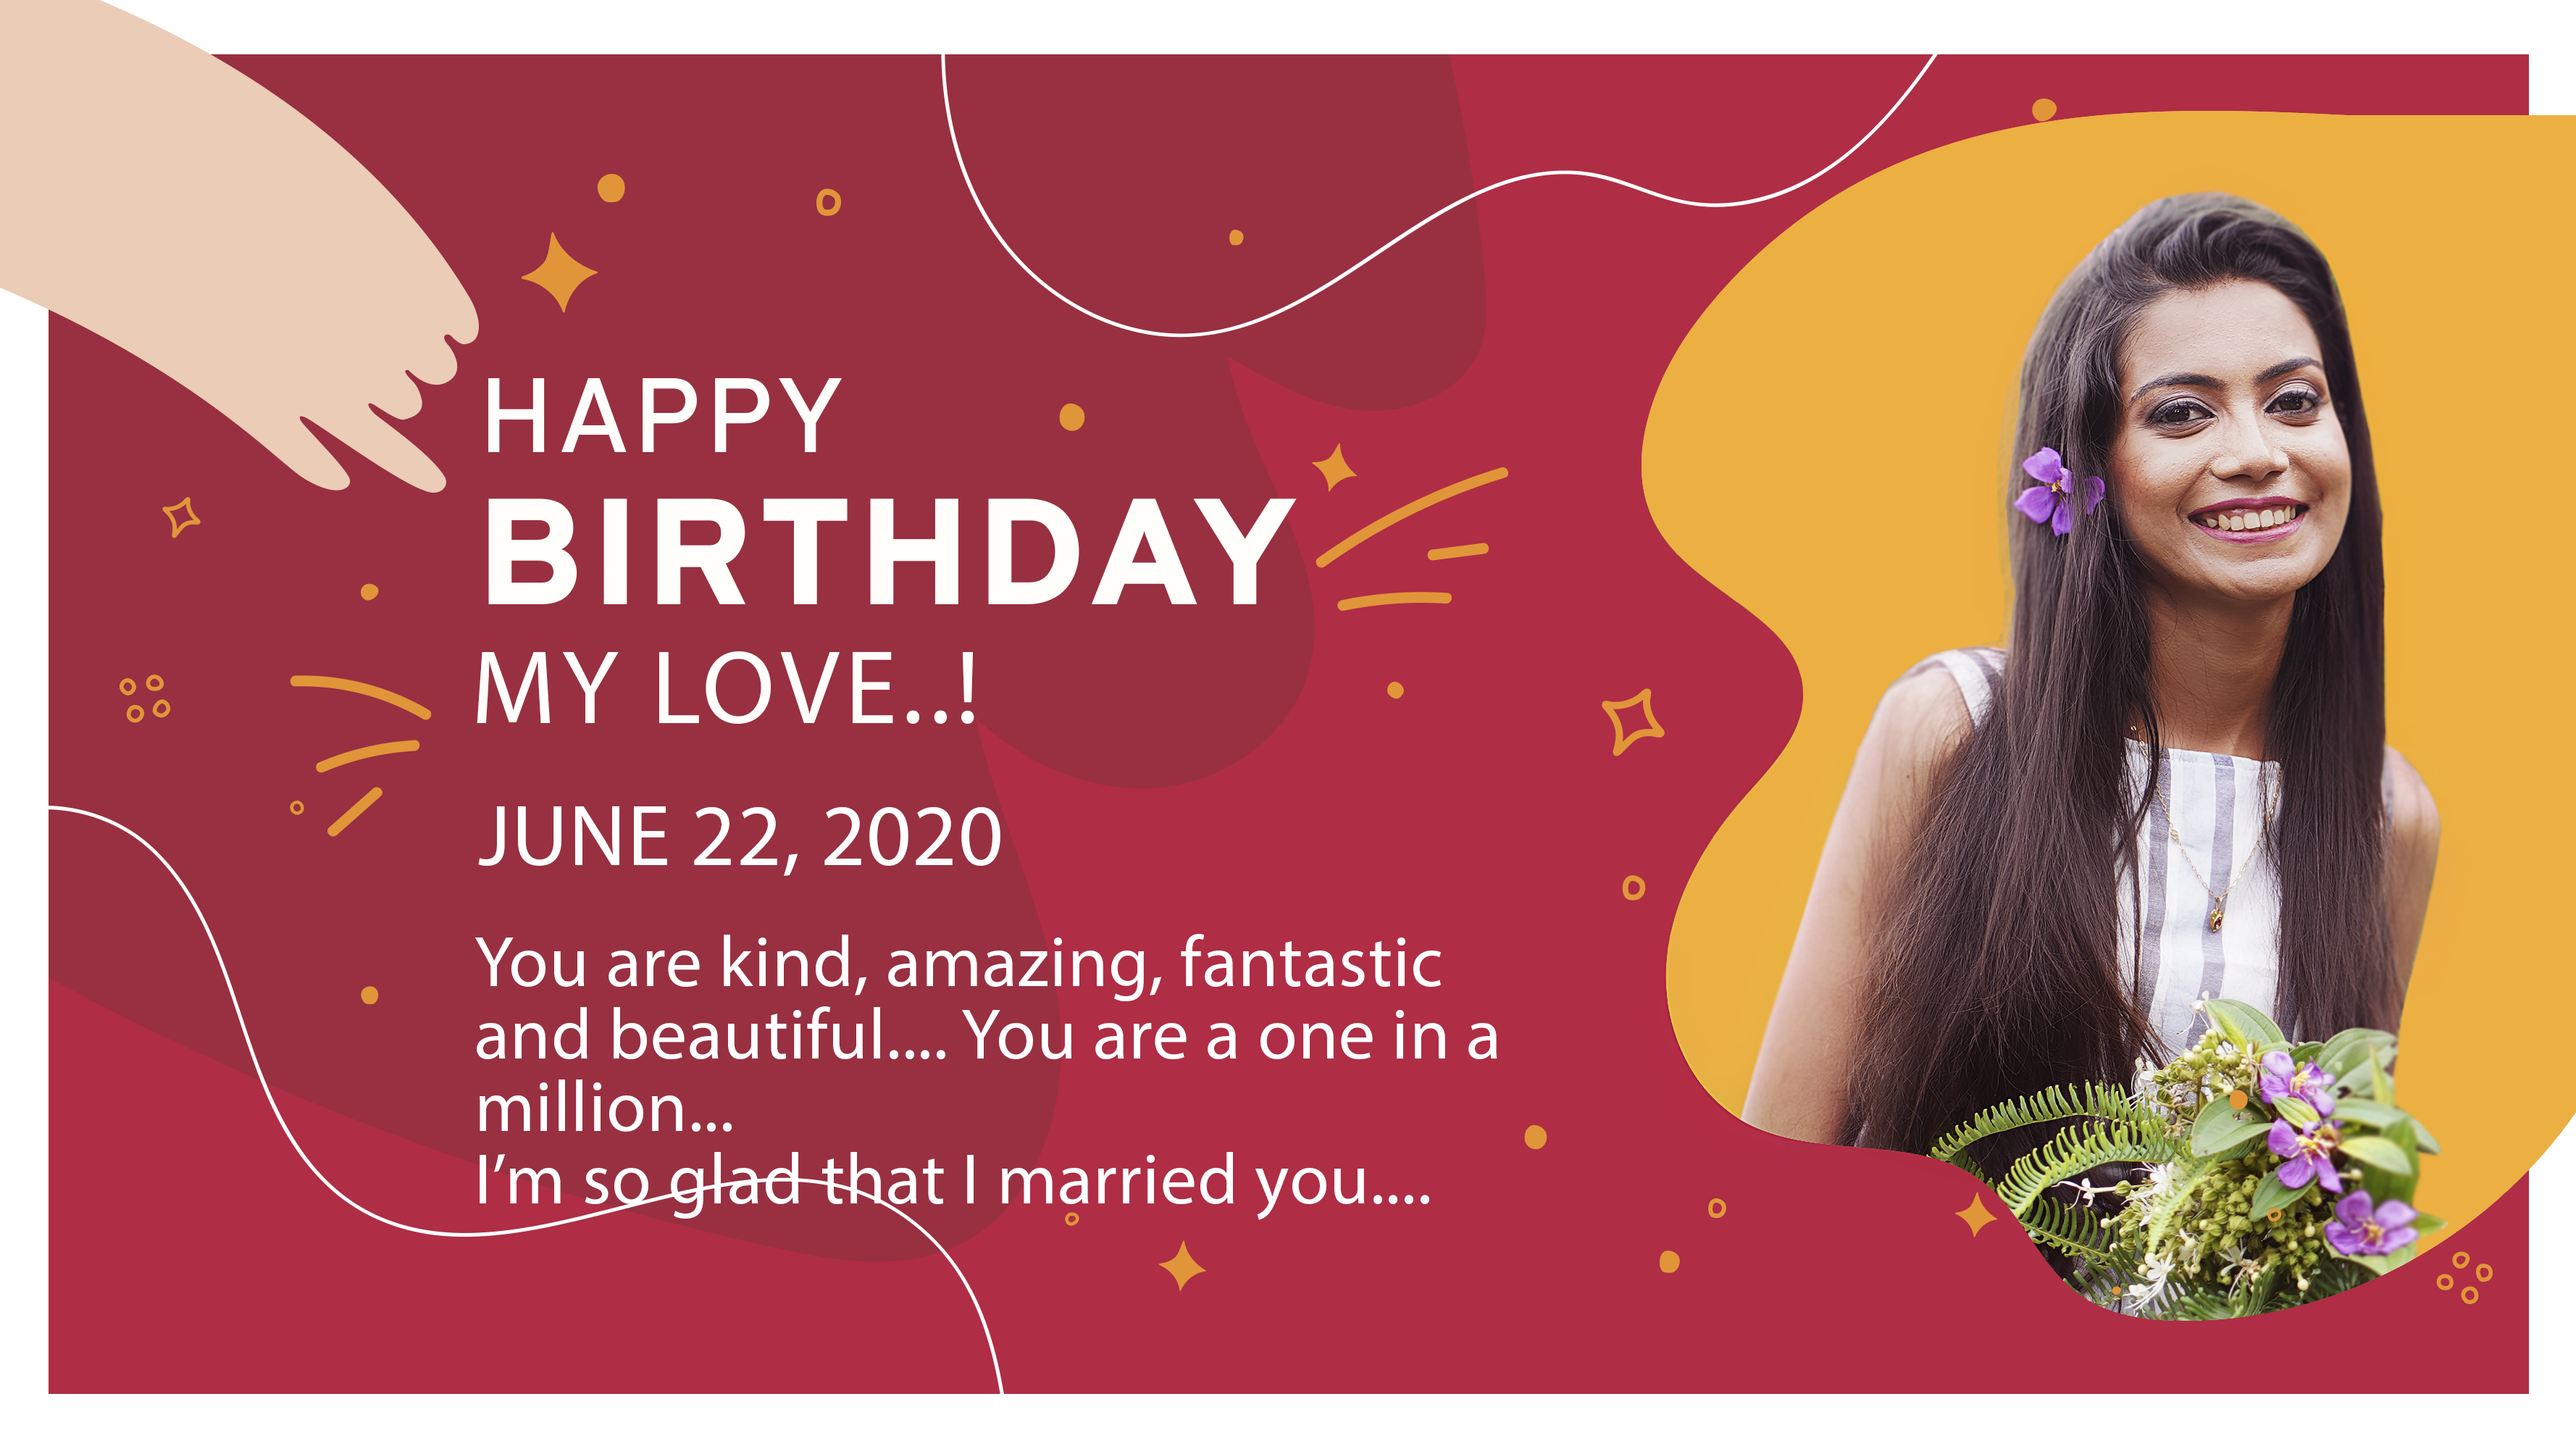 HAPPY
BIRTHDAY
MY LOVE..!
JUNE 22, 2020
You are kind, amazing, fantastic
and beautiful.... You are a one in a
million...
I’m so glad that I married you....